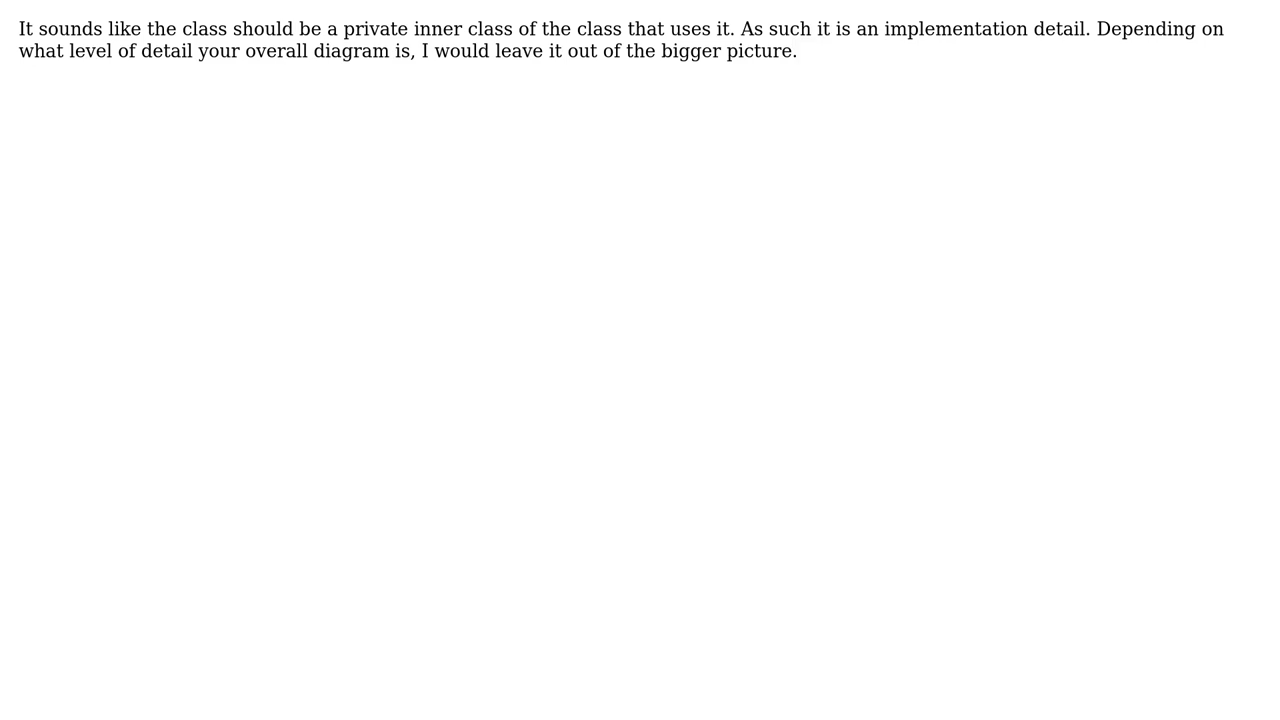 It sounds like the class should be a private inner class of the class that uses it. As such it is an implementation detail. Depending on
what level of detail your overall diagram is, I would leave it out of the bigger picture.